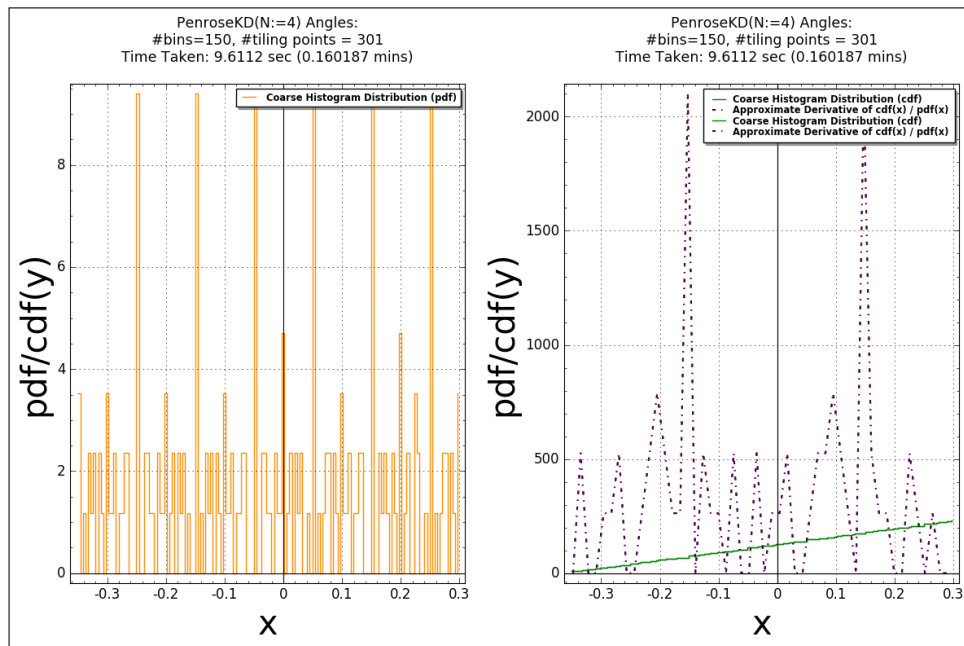 PenroseKD(N:=4) Angles:
#bins=150, #tiling points = 301
Time Taken: 9.6112 sec (0.160187 mins)
Coarse Histogram Distribution (pdf)
pdf/cdf(y)
8
6
4
2
0
-0.3 -0.2 -0.1 0 0.1 0.2 0.3
x
PenroseKD(N:=4) Angles:
#bins=150, #tiling points = 301
Time Taken: 9.6112 sec (0.160187 mins)
Coarse Histogram Distribution (cdf)
Approximate Derivative of cdf(x) / pdf(x)
Coarse Histogram Distribution (cdf)
Approximate Derivative of cdf(x) / pdf(x)
pdf/cdf(y)
2000
1500
1000
500
0
-0.3 -0.2 -0.1 0 0.1 0.2 0.3
x